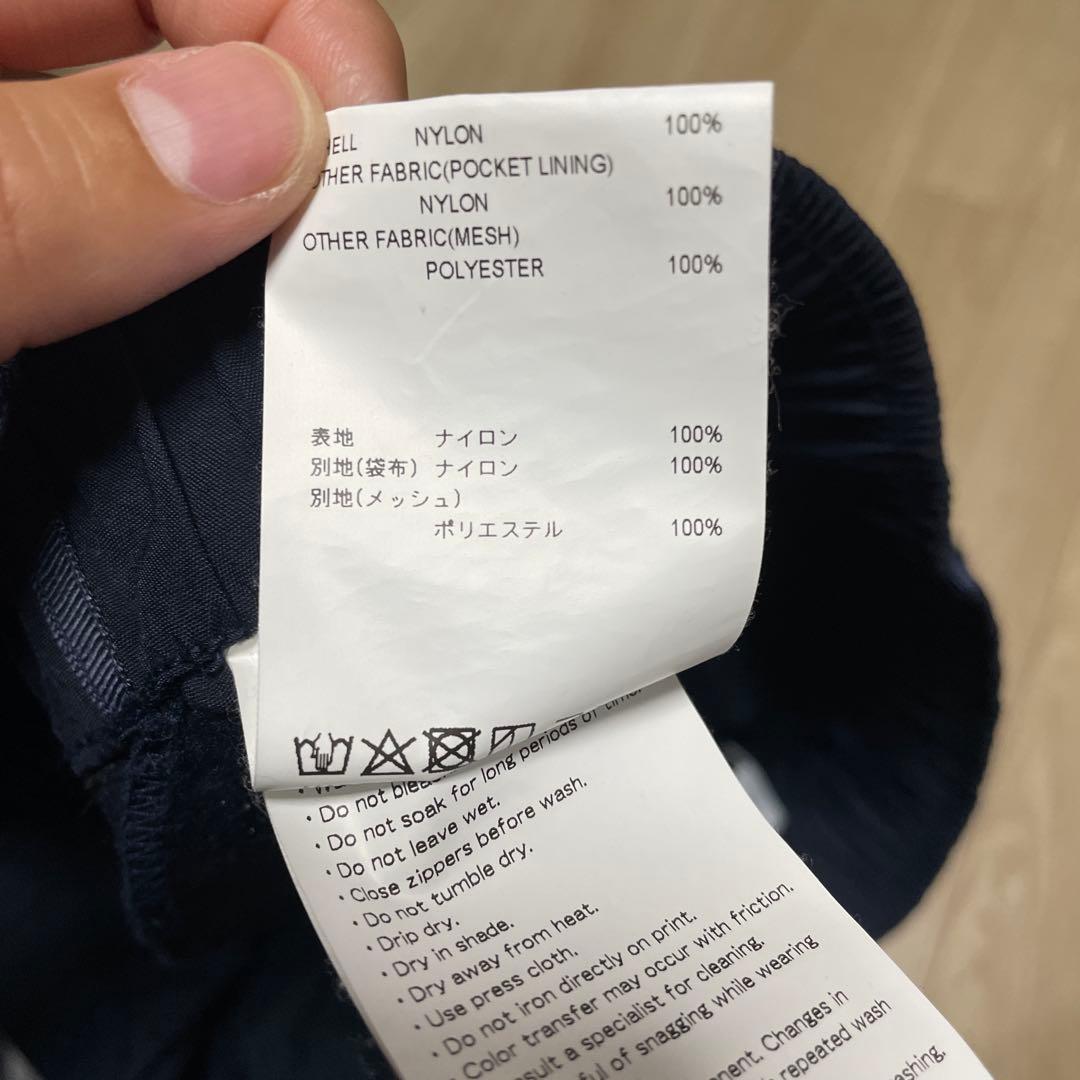 NYLON 100%
OTHER FABRIC(POCKET LINING)
NYLON 100%
OTHER FABRIC(MESH)
POLYESTER 100%
表地 ナイロン 100%
別地(袋布) ナイロン 100%
別地(メッシュ)
ポリエステル 100%
periods of time.
・Do not
・Do not soak for long periods
・Do not leave wet.
・Close zippers before wash.
・Do not tumble dry.
・Drip dry.
・Dry in shade.
・Dry away from heat.
・Use press cloth.
・Do not iron directly on print.
・Color transfer may occur with friction.
a specialist for cleaning.
of snagging while wearing
Changes in
repeated wash